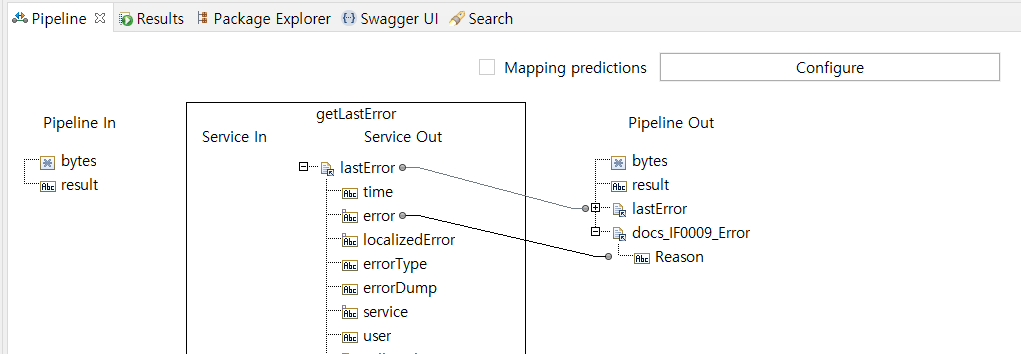 Pipeline Results Package Explorer Swagger UI Search
Mapping predictions Configure
getLastError
Pipeline In Service In Service Out Pipeline Out
bytes lastError bytes
result time result
error lastError
localizedError docs_IF0009_Error
errorType Reason
errorDump
service
user